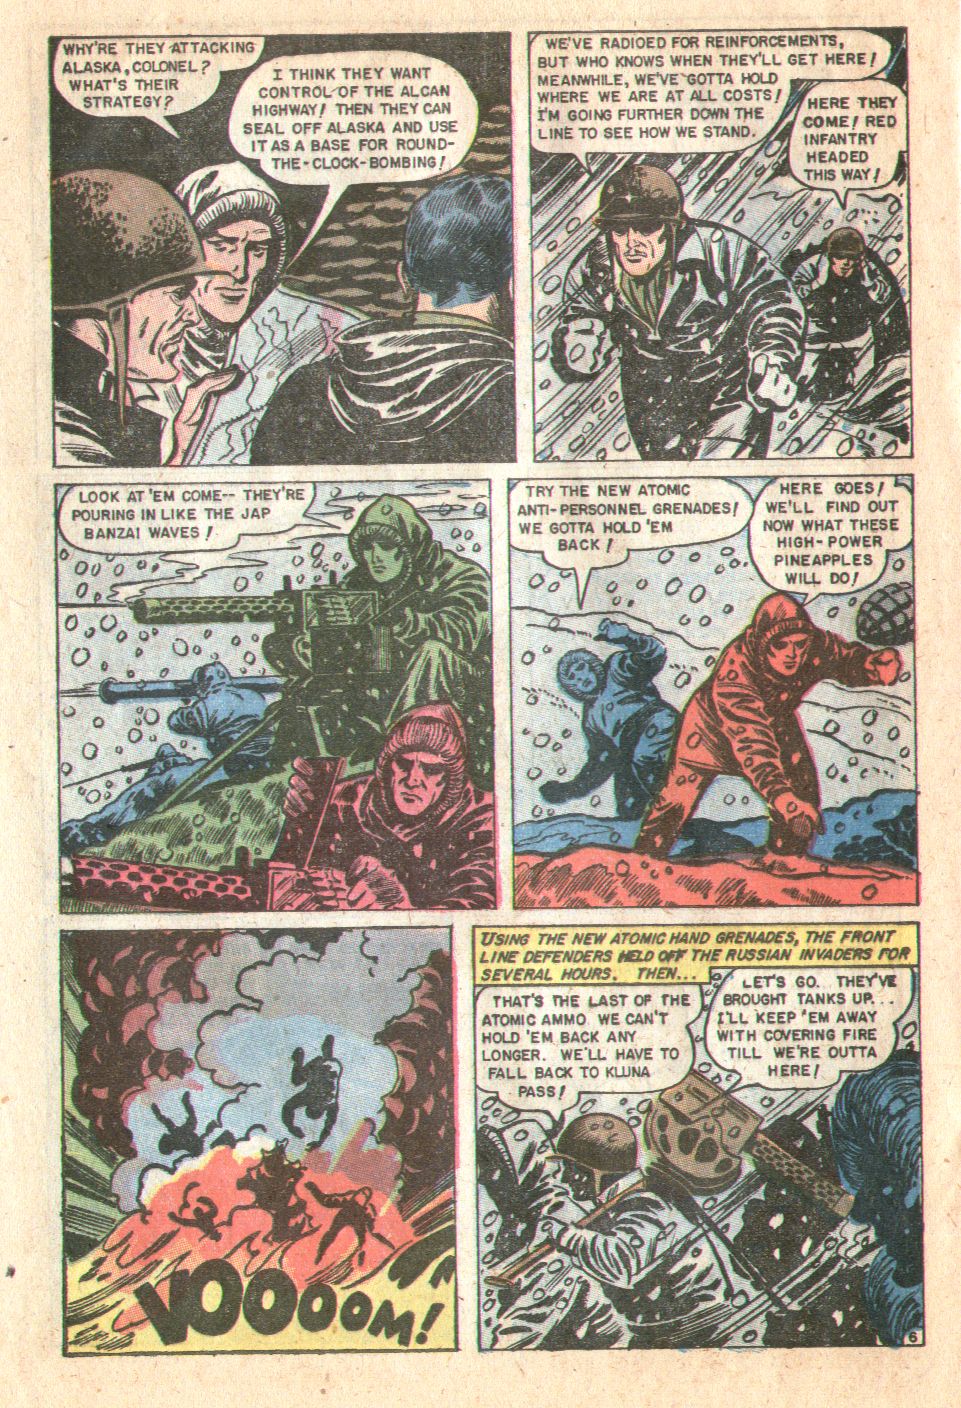 WHY'RE THEY ATTACKING
ALASKA, COLONEL?
WHAT'S THEIR
STRATEGY?
I THINK THEY WANT
CONTROL OF THE ALCAN
HIGHWAY! THEN THEY CAN
SEAL OFF ALASKA AND USE
IT AS A BASE FOR ROUND-
THE-CLOCK-BOMBING!
WE'VE RADIOED FOR REINFORCEMENTS,
BUT WHO KNOWS WHEN THEY'LL GET HERE!
MEANWHILE, WE'VE GOTTA HOLD
WHERE WE ARE AT ALL COSTS!
I'M GOING FURTHER DOWN THE
LINE TO SEE HOW WE STAND.
HERE THEY
COME! RED
INFANTRY
HEADED
THIS WAY!
LOOK AT 'EM COME-- THEY'RE
POURING IN LIKE THE JAP
BANZAI WAVES!
TRY THE NEW ATOMIC
ANTI-PERSONNEL GRENADES!
WE GOTTA HOLD 'EM
BACK!
HERE GOES!
WE'LL FIND OUT
NOW WHAT THESE
HIGH-POWER
PINEAPPLES
WILL DO!
VOOOOOM!
USING THE NEW ATOMIC HAND GRENADES, THE FRONT
LINE DEFENDERS HELD OFF THE RUSSIAN INVADERS FOR
SEVERAL HOURS. THEN...
THAT'S THE LAST OF THE
ATOMIC AMMO. WE CAN'T
HOLD 'EM BACK ANY
LONGER. WE'LL HAVE TO
FALL BACK TO KLUNA
PASS!
LET'S GO. THEY'VE
BROUGHT TANKS UP...
I'LL KEEP 'EM AWAY
WITH COVERING FIRE
TILL WE'RE OUTTA
HERE!
6